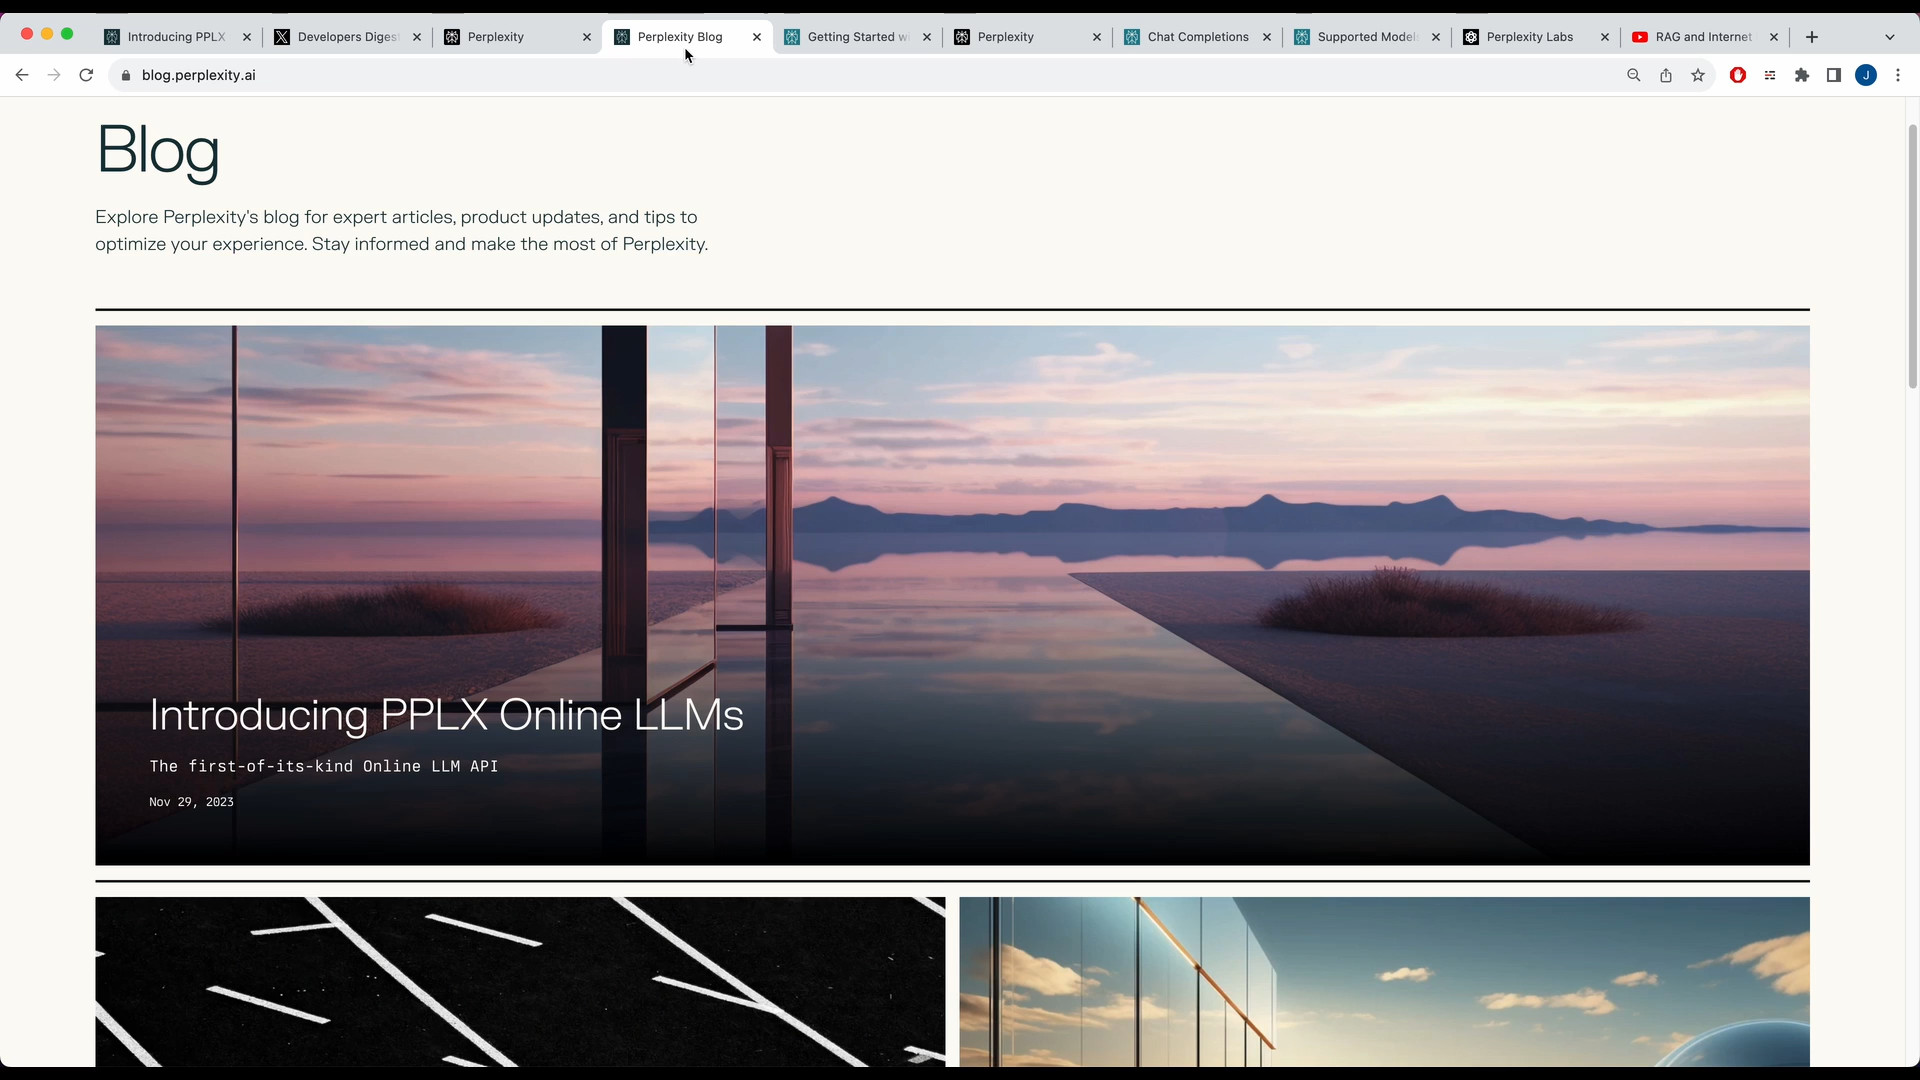 Introducing PPLX
Developers Diges
Perplexity
Perplexity Blog
Getting Started w
Perplexity
Chat Completions
Supported Model
Perplexity Labs
RAG and Internet
blog.perplexity.ai
J
Blog
Explore Perplexity's blog for expert articles, product updates, and tips to
optimize your experience. Stay informed and make the most of Perplexity.
Introducing PPLX Online LLMs
The first-of-its-kind Online LLM API
Nov 29, 2023